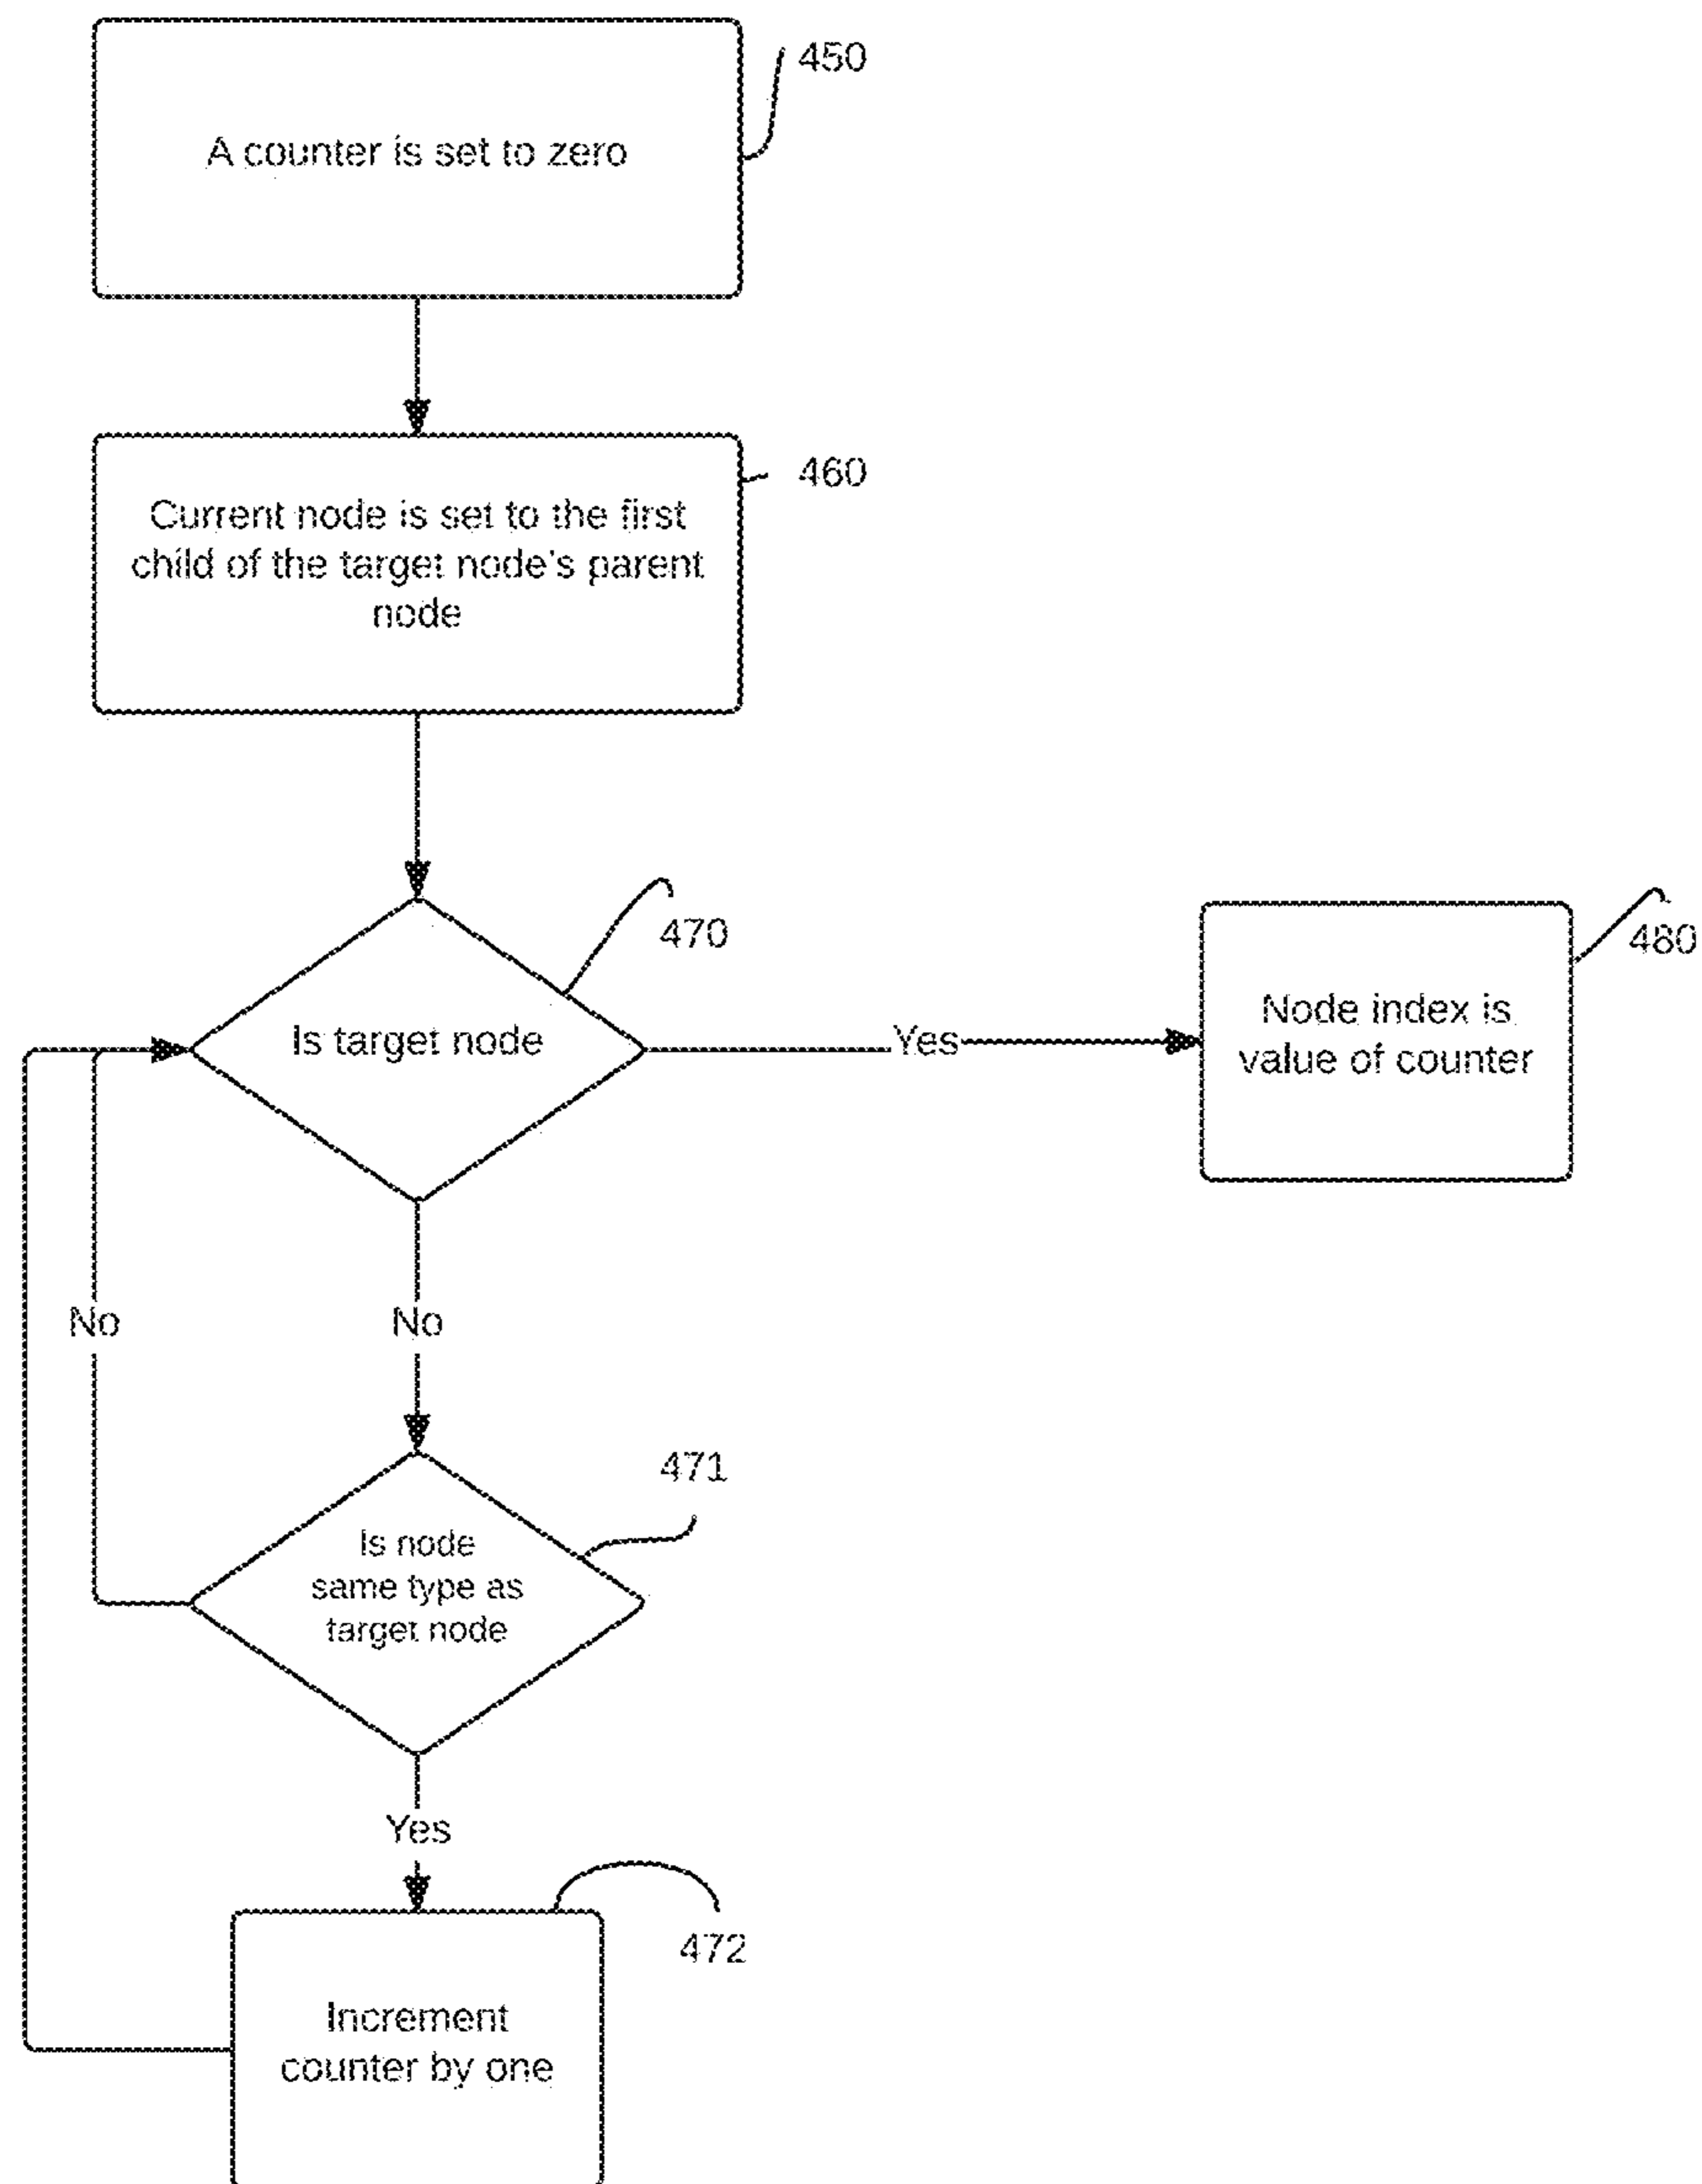 450
A counter is set to zero
460
Current node is set to the first
child of the target node's parent
node
470
Is target node
Yes
480
Node index is
value of counter
No
No
471
Is node
same type as
target node
Yes
472
Increment
counter by one